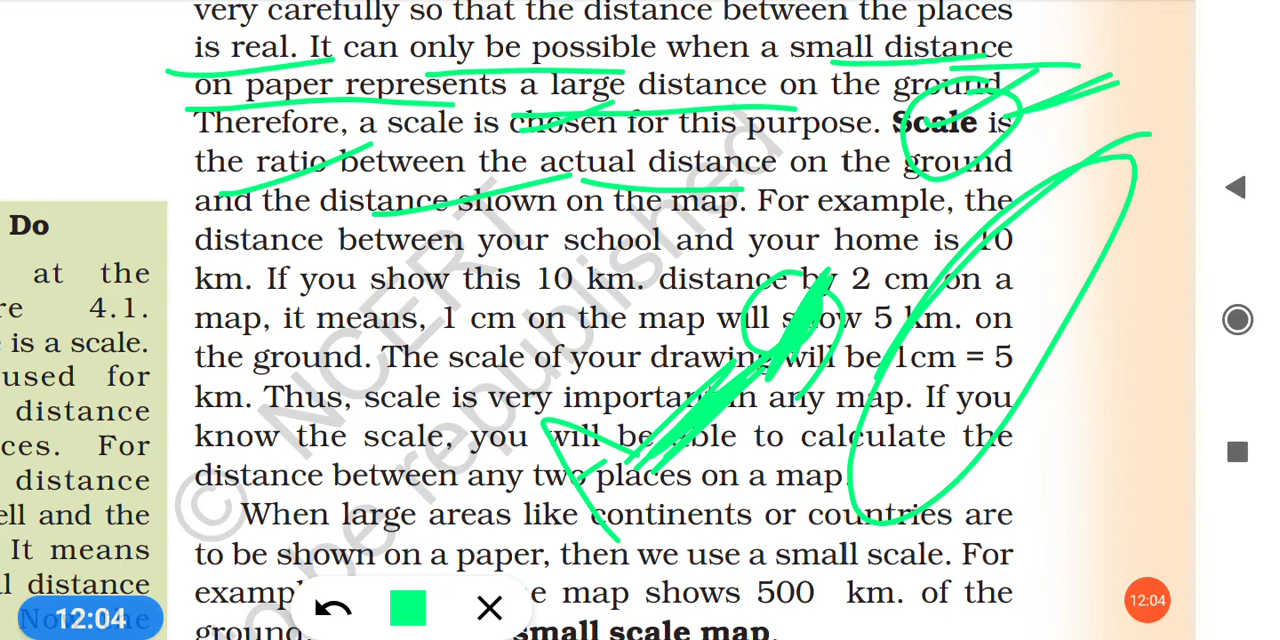 very carefully so that the distance between the places
is real. It can only be possible when a small distance
on paper represents a large distance on the ground.
Therefore, a scale is chosen for this purpose. Scale is
the ratio between the actual distance on the ground
and the distance shown on the map. For example, the
distance between your school and your home is 10
km. If you show this 10 km. distance by 2 cm on a
map, it means, 1 cm on the map will show 5 km. on
the ground. The scale of your drawing will be 1cm = 5
km. Thus, scale is very important in any map. If you
know the scale, you will be able to calculate the
distance between any two places on a map.
When large areas like continents or countries are
to be shown on a paper, then we use a small scale. For
map shows 500 km. of the
ground. small scale map.
Do
at the
4.1.
is a scale.
used for
distance
For
distance
and the
It means
distance
the
© NCERT
be republished
12:04
12:04